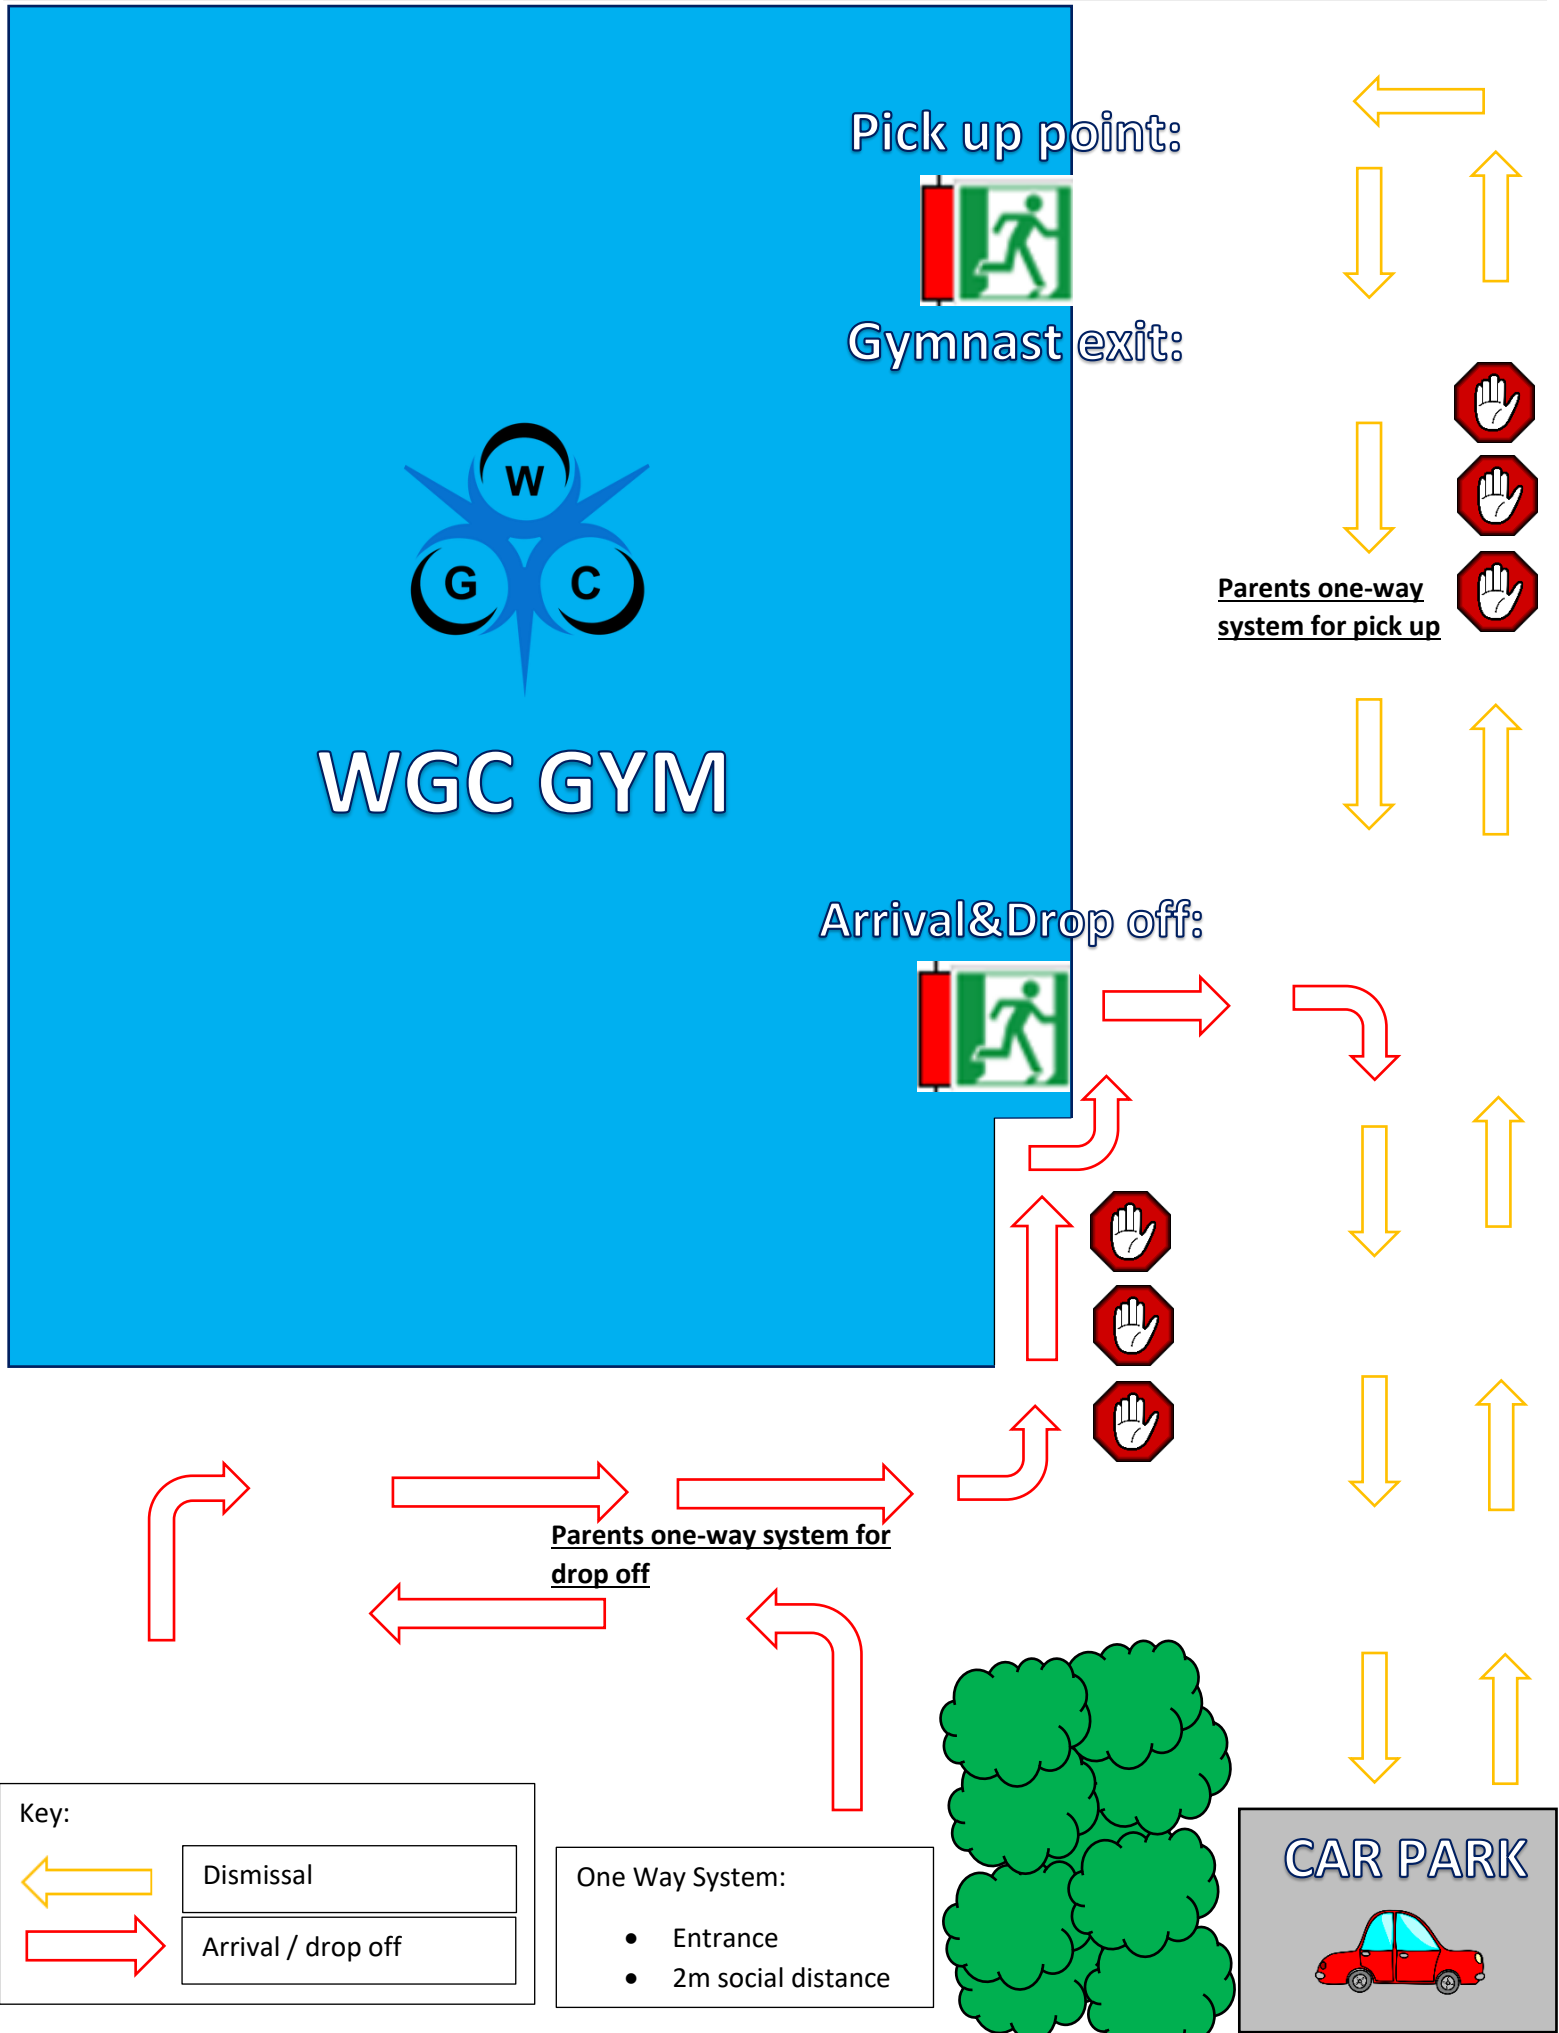 Pick up point:
Gymnast exit:
W
G C
Parents one-way
system for pick up
WGC GYM
Arrival&Drop off:
Parents one-way system for
drop off
Key:
Dismissal
Arrival / drop off
One Way System:
• Entrance
• 2m social distance
CAR PARK